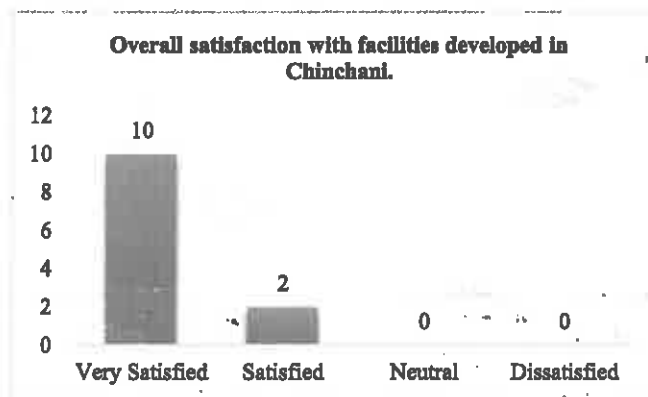 Overall satisfaction with facilities developed in
Chinchani.
12
10
8
6
4
2
0
10
2
0
0
Very Satisfied
Satisfied
Neutral
Dissatisfied